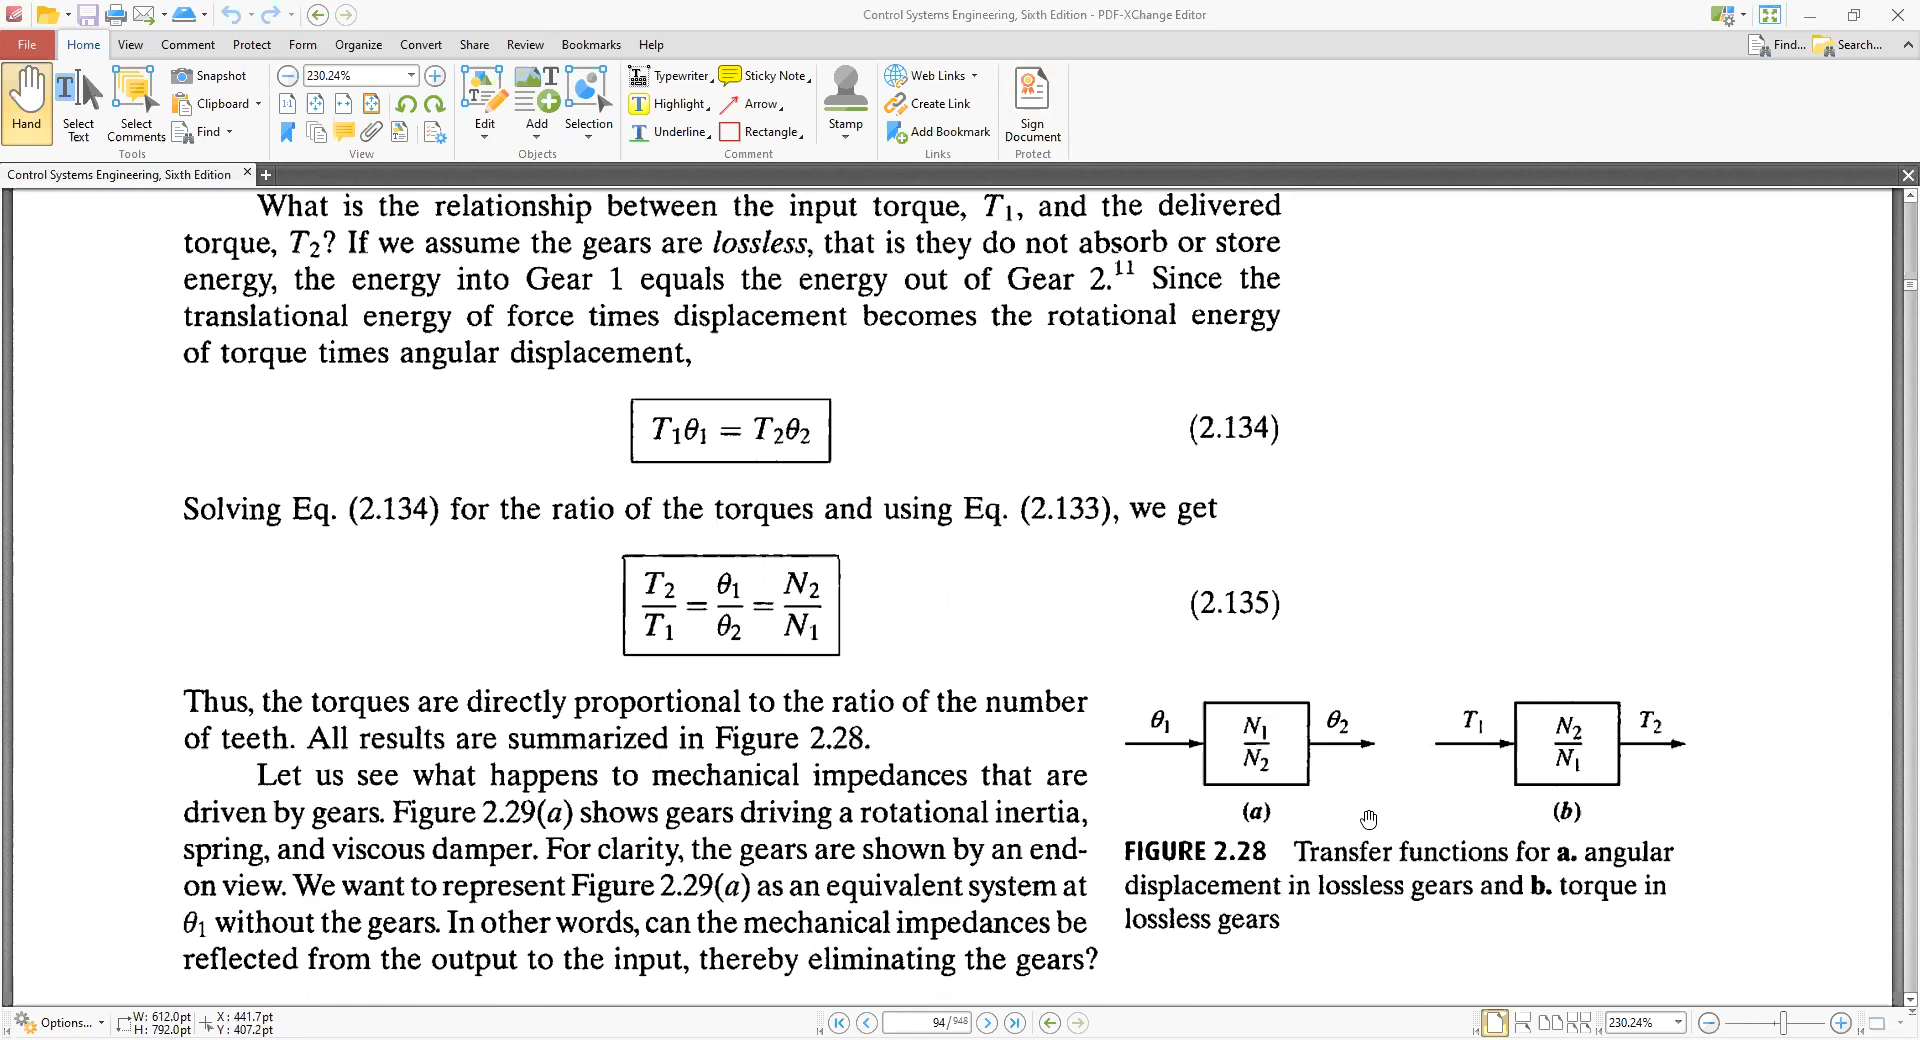 Control Systems Engineering, Sixth Edition - PDF-XChange Editor
File Home View Comment Protect Form Organize Convert Share Review Bookmarks Help Find... Search...
Hand
Select Text
Select Comments
Snapshot
Clipboard
Find
Tools
230.24%
1:1
View
Edit
Add
Selection
Objects
Typewriter
Highlight
Underline
Sticky Note
Arrow
Rectangle
Stamp
Comment
Web Links
Create Link
Add Bookmark
Links
Sign Document
Protect
Control Systems Engineering, Sixth Edition
What is the relationship between the input torque, T₁, and the delivered
torque, T₂? If we assume the gears are lossless, that is they do not absorb or store
energy, the energy into Gear 1 equals the energy out of Gear 2.¹¹ Since the
translational energy of force times displacement becomes the rotational energy
of torque times angular displacement,
T₁θ₁ = T₂θ₂ (2.134)
Solving Eq. (2.134) for the ratio of the torques and using Eq. (2.133), we get
T₂/T₁ = θ₁/θ₂ = N₂/N₁ (2.135)
Thus, the torques are directly proportional to the ratio of the number
of teeth. All results are summarized in Figure 2.28.
Let us see what happens to mechanical impedances that are
driven by gears. Figure 2.29(a) shows gears driving a rotational inertia,
spring, and viscous damper. For clarity, the gears are shown by an end-
on view. We want to represent Figure 2.29(a) as an equivalent system at
θ₁ without the gears. In other words, can the mechanical impedances be
reflected from the output to the input, thereby eliminating the gears?
θ₁ N₁/N₂ θ₂
(a)
T₁ N₂/N₁ T₂
(b)
FIGURE 2.28 Transfer functions for a. angular
displacement in lossless gears and b. torque in
lossless gears
Options...
W: 612.0pt
H: 792.0pt
X : 441.7pt
Y : 407.2pt
94/948
230.24%